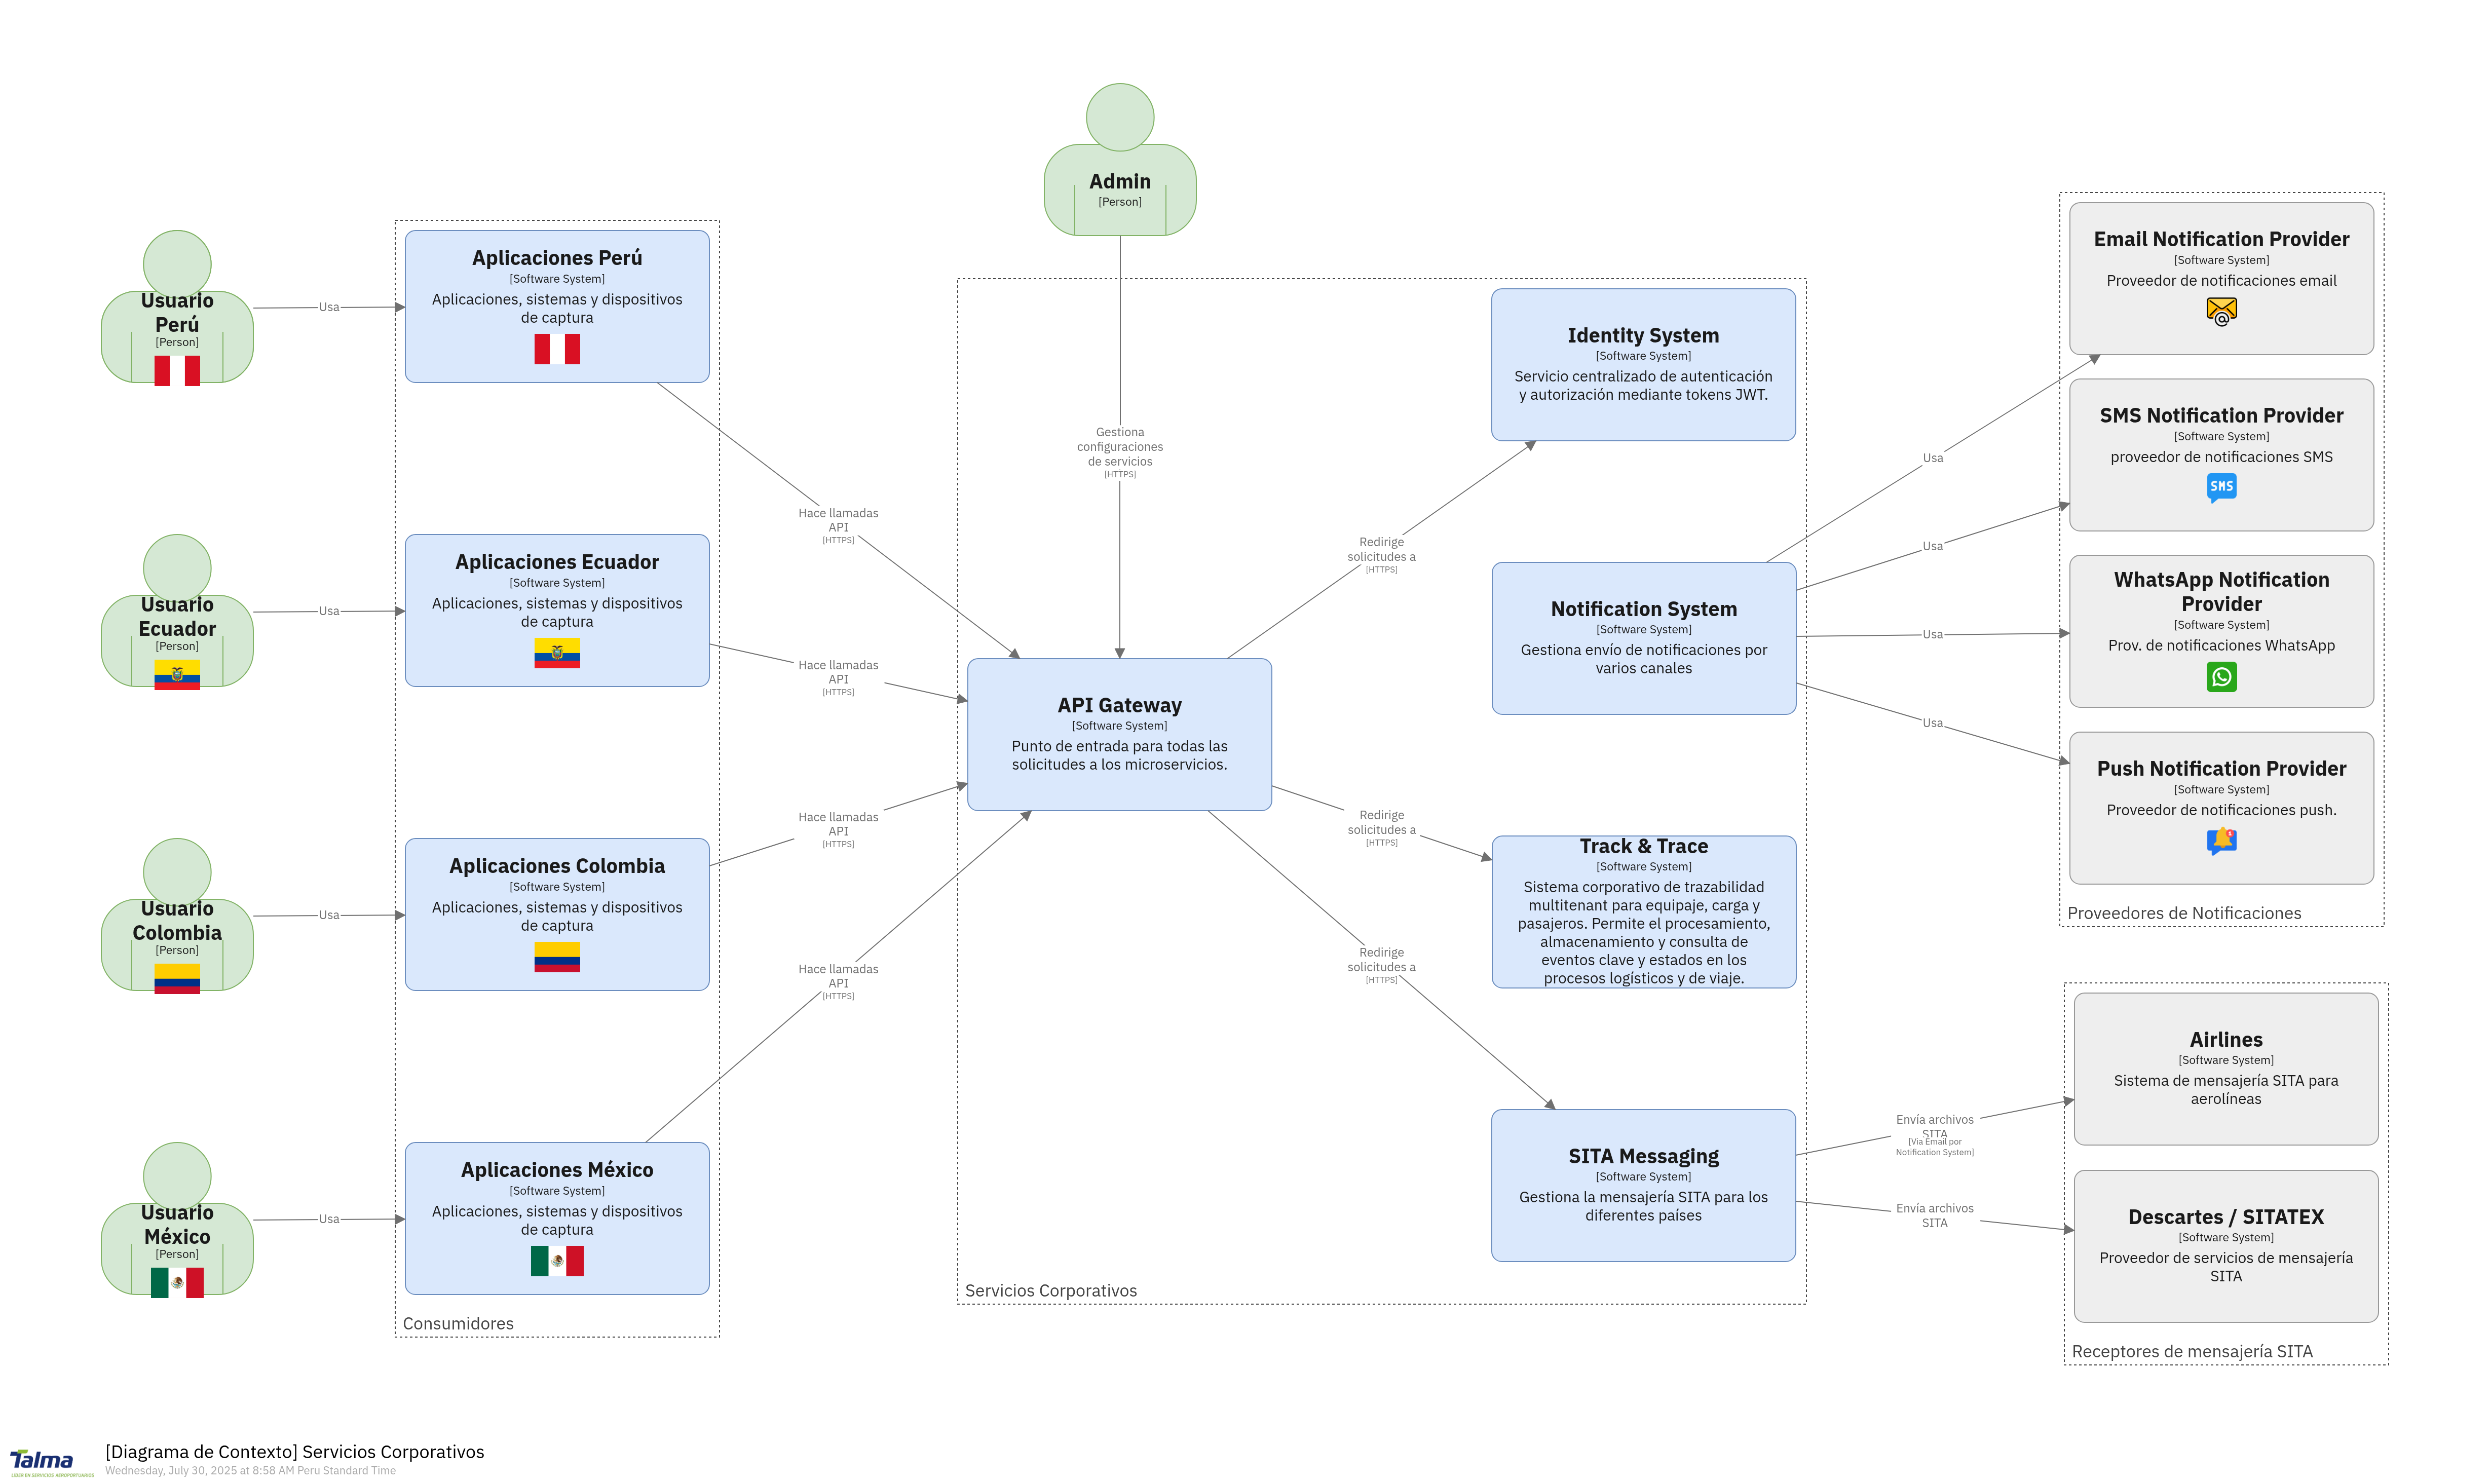 Admin
[Person]
Usuario
Perú
[Person]
Usa
Aplicaciones Perú
[Software System]
Aplicaciones, sistemas y dispositivos
de captura
Usuario
Ecuador
[Person]
Usa
Aplicaciones Ecuador
[Software System]
Aplicaciones, sistemas y dispositivos
de captura
Usuario
Colombia
[Person]
Usa
Aplicaciones Colombia
[Software System]
Aplicaciones, sistemas y dispositivos
de captura
Usuario
México
[Person]
Usa
Aplicaciones México
[Software System]
Aplicaciones, sistemas y dispositivos
de captura
Consumidores
Hace llamadas
API
[HTTPS]
Hace llamadas
API
[HTTPS]
Hace llamadas
API
[HTTPS]
Hace llamadas
API
[HTTPS]
Gestiona
configuraciones
de servicios
[HTTPS]
API Gateway
[Software System]
Punto de entrada para todas las
solicitudes a los microservicios.
Redirige
solicitudes a
[HTTPS]
Redirige
solicitudes a
[HTTPS]
Redirige
solicitudes a
[HTTPS]
Identity System
[Software System]
Servicio centralizado de autenticación
y autorización mediante tokens JWT.
Notification System
[Software System]
Gestiona envío de notificaciones por
varios canales
Track & Trace
[Software System]
Sistema corporativo de trazabilidad
multitenant para equipaje, carga y
pasajeros. Permite el procesamiento,
almacenamiento y consulta de
eventos clave y estados en los
procesos logísticos y de viaje.
SITA Messaging
[Software System]
Gestiona la mensajería SITA para los
diferentes países
Servicios Corporativos
Usa
Usa
Usa
Usa
Email Notification Provider
[Software System]
Proveedor de notificaciones email
SMS Notification Provider
[Software System]
proveedor de notificaciones SMS
SMS
WhatsApp Notification
Provider
[Software System]
Prov. de notificaciones WhatsApp
Push Notification Provider
[Software System]
Proveedor de notificaciones push.
Proveedores de Notificaciones
Envía archivos
SITA
[Via Email por
Notification System]
Envía archivos
SITA
Airlines
[Software System]
Sistema de mensajería SITA para
aerolíneas
Descartes / SITATEX
[Software System]
Proveedor de servicios de mensajería
SITA
Receptores de mensajería SITA
Talma
LÍDER EN SERVICIOS AEROPORTUARIOS
[Diagrama de Contexto] Servicios Corporativos
Wednesday, July 30, 2025 at 8:58 AM Peru Standard Time